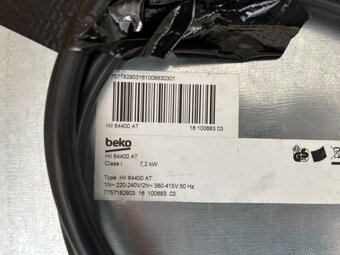 757182903161006830301
HII 64400 AT
16 100683 03
beko
HII 64400 AT
Class I 7,2 kW
Type :HII 64400 AT
1N~ 220-240V/2N~ 380-415V;50 Hz
7757182903 16 100683 03